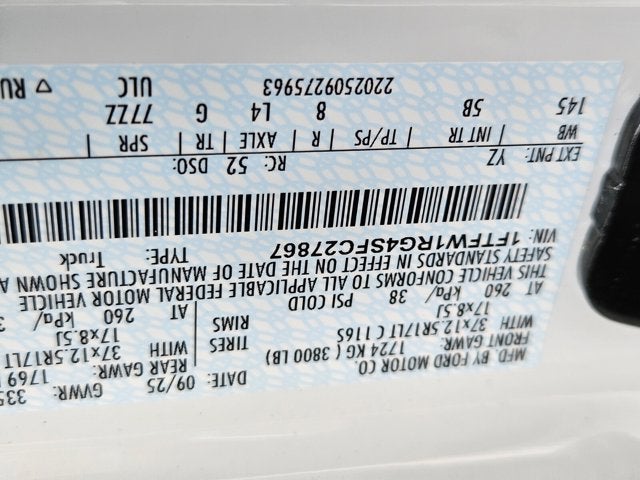 MFD. BY FORD MOTOR CO.
DATE: 09/25 GVWR: 335
FRONT GAWR: REAR GAWR: 1769
1724 KG ( 3800 LB)
WITH TIRES WITH
37x12.5R17LT C 116S 37x12.5R17LT
17x8.5J RIMS 17x8.5J
AT 260 kPa/ 38 PSI COLD AT 260 kPa/
THIS VEHICLE CONFORMS TO ALL APPLICABLE FEDERAL MOTOR VEHICLE
SAFETY STANDARDS IN EFFECT ON THE DATE OF MANUFACTURE SHOWN A
VIN: 1FTFW1RG4SFC27867
TYPE: Truck
EXT PNT: YZ RC: 52 DSO:
WB INT TR TP/PS R AXLE TR SPR
145 5B 8 L4 G 77ZZ
2202509275963 ULC ▽ RU